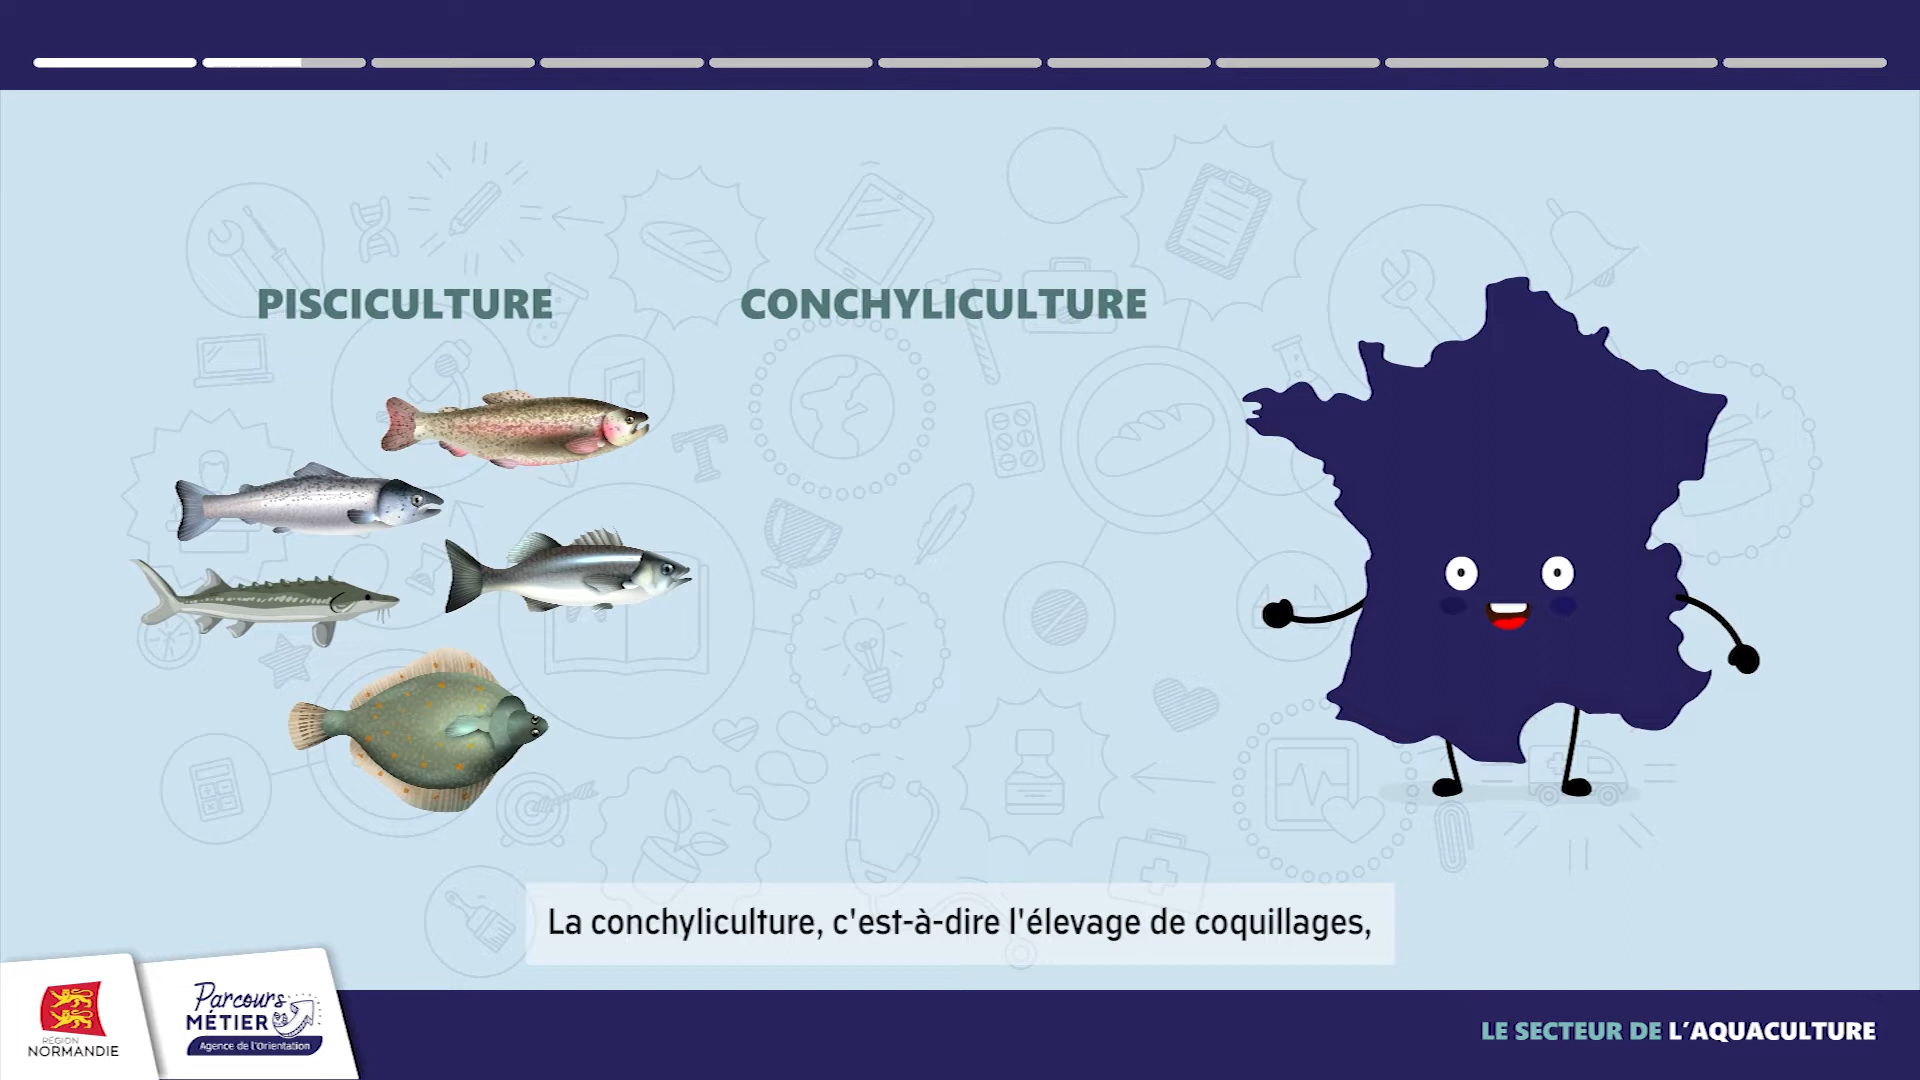 PISCICULTURE
CONCHYLICULTURE
La conchyliculture, c'est-à-dire l'élevage de coquillages,
RÉGION
NORMANDIE
Parcours
MÉTIER
Agence de l'Orientation
LE SECTEUR DE L'AQUACULTURE